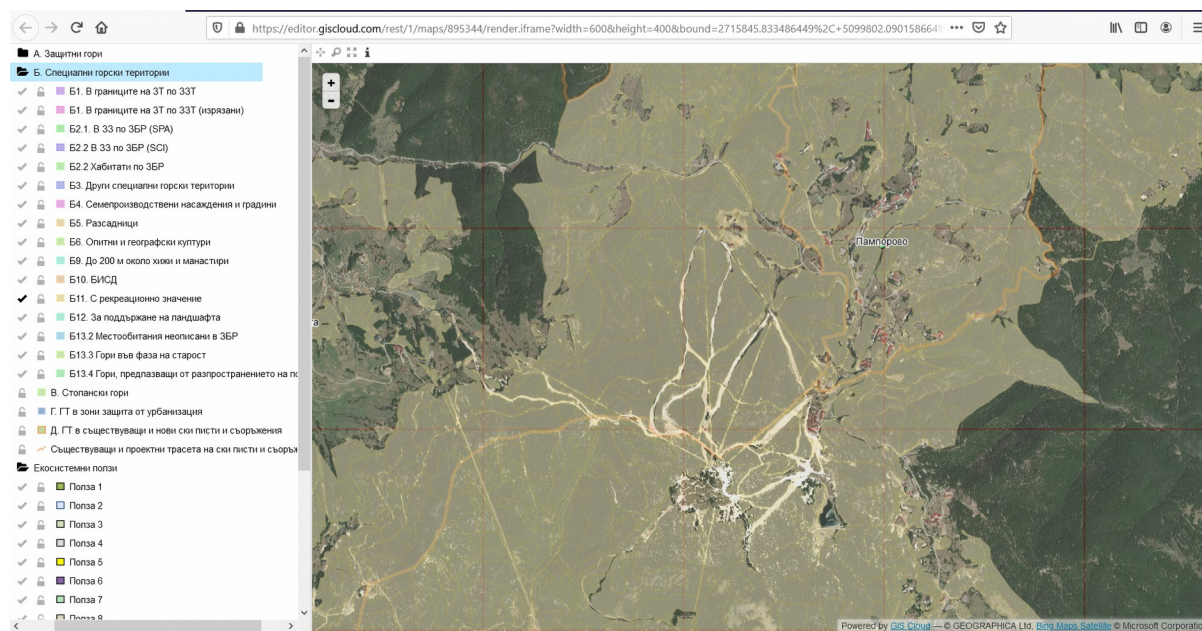 https://editor.giscloud.com/rest/1/maps/895344/render.iframe?width=600&height=400&bound=2715845.833486449%2C+5099802.0901586645
А. Защитни гори
Б. Специални горски територии
Б1. В границите на ЗТ по ЗЗТ
Б1. В границите на ЗТ по ЗЗТ (изрязани)
Б2.1. В ЗЗ по ЗБР (SPA)
Б2.2 В ЗЗ по ЗБР (SCI)
Б2.2 Хабитати по ЗБР
Б3. Други специални горски територии
Б4. Семепроизводствени насаждения и градини
Б5. Разсадници
Б6. Опитни и географски култури
Б9. До 200 м около хижи и манастири
Б10. БИСД
Б11. С рекреационно значение
Б12. За поддържане на ландшафта
Б13.2 Местообитания неописани в ЗБР
Б13.3 Гори във фаза на старост
Б13.4 Гори, предпазващи от разпространението на по
В. Стопански гори
Г. ГТ в зони защита от урбанизация
Д. ГТ в съществуващи и нови ски писти и съоръжения
Съществуващи и проектни трасета на ски писти и съоръж
Екосистемни ползи
Полза 1
Полза 2
Полза 3
Полза 4
Полза 5
Полза 6
Полза 7
Полза 8
+
-
Пампорово
та
Powered by GIS Cloud — © GEOGRAPHICA Ltd, Bing Maps Satellite © Microsoft Corporatio